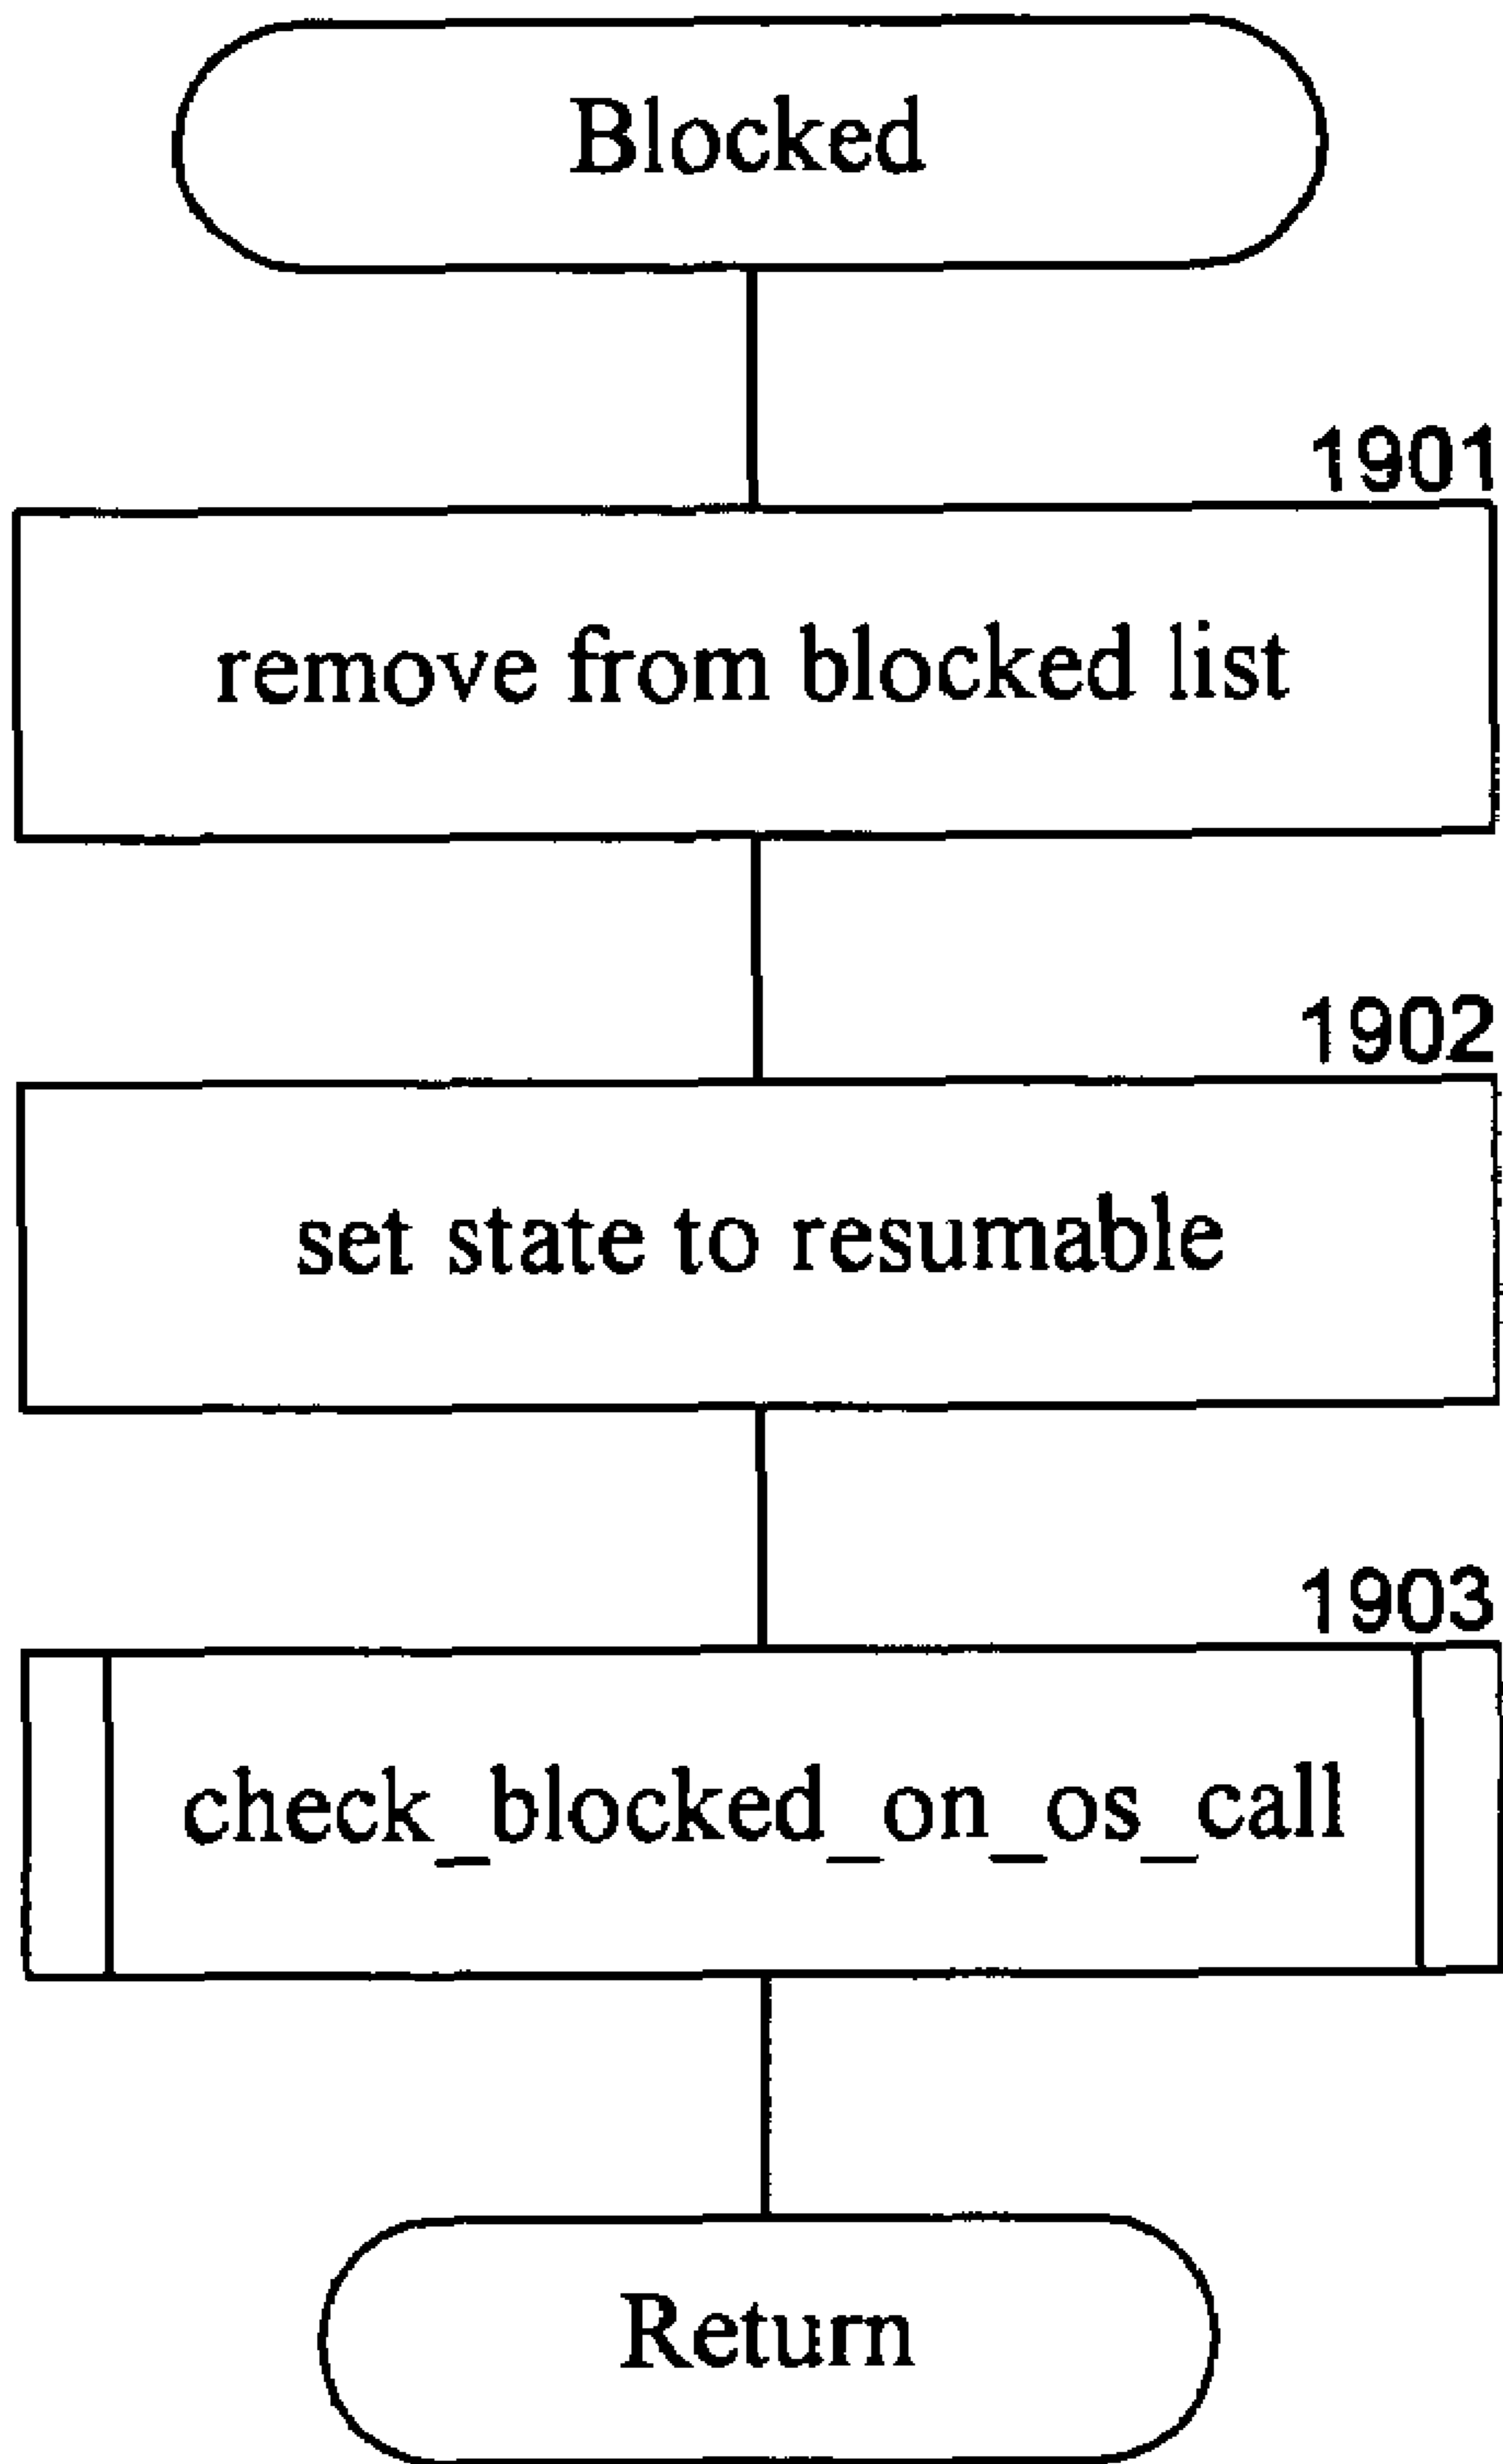 Blocked
1901
remove from blocked list
1902
set state to resumable
1903
check_blocked_on_os_call
Return